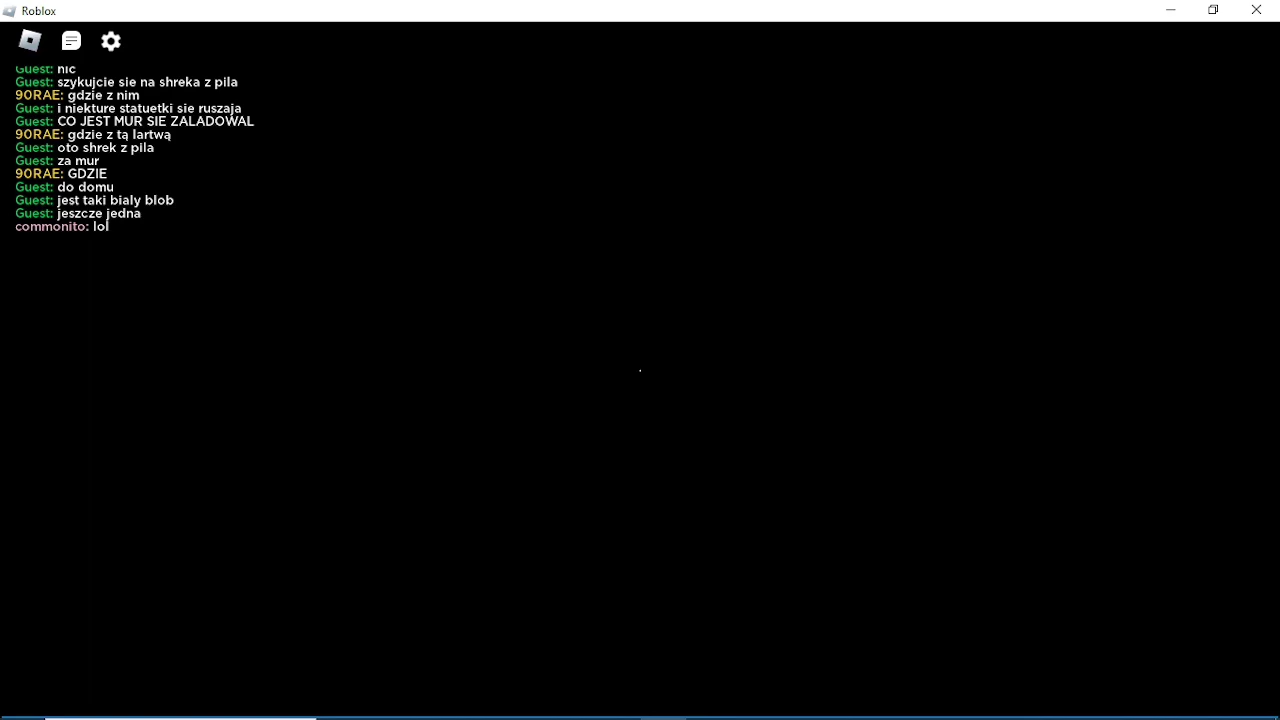 Roblox
Guest: nic
Guest: szykujcie sie na shreka z pila
90RAE: gdzie z nim
Guest: i niekture statuetki sie ruszaja
Guest: CO JEST MUR SIE ZALADOWAL
90RAE: gdzie z tą lartwą
Guest: oto shrek z pila
Guest: za mur
90RAE: GDZIE
Guest: do domu
Guest: jest taki bialy blob
Guest: jeszcze jedna
commonito: lol